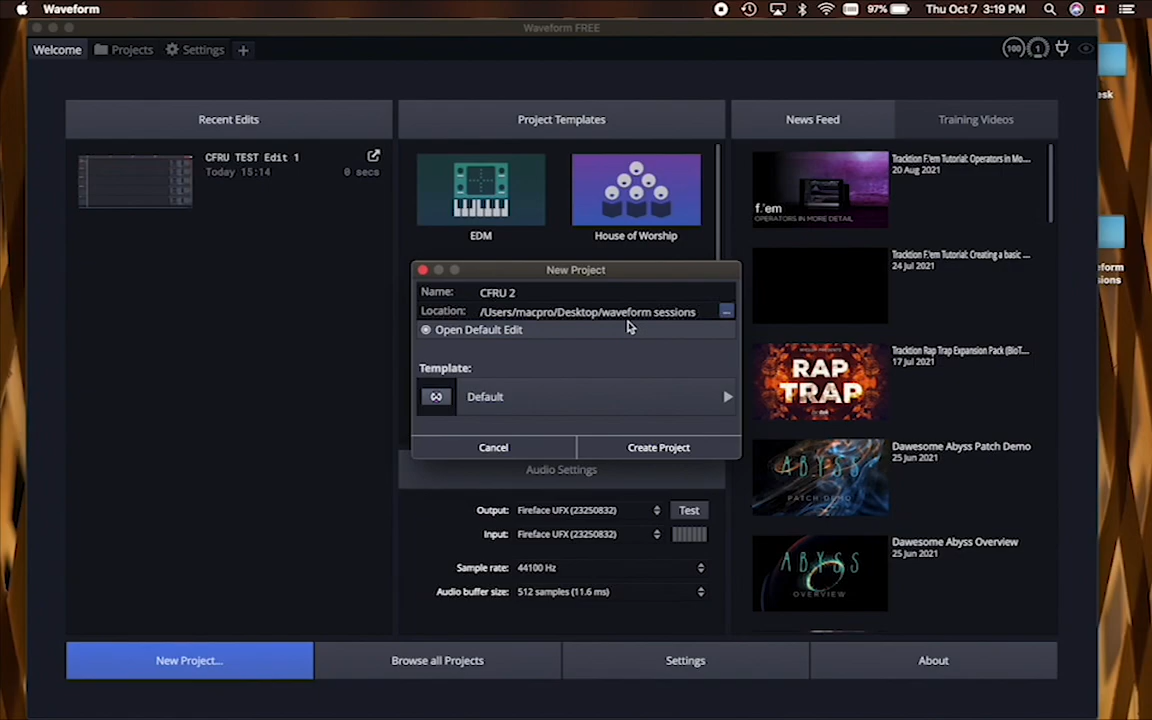 Waveform
97%
Thu Oct 7 3:19 PM
Waveform FREE
Welcome
Projects
Settings
+
100
1
esk
Recent Edits
Project Templates
News Feed
Training Videos
CFRU TEST Edit 1
Today 15:14
0 secs
EDM
House of Worship
f.'em
OPERATORS IN MORE DETAIL
Tracktion F.'em Tutorial: Operators in Mo...
20 Aug 2021
Tracktion F.'em Tutorial: Creating a basic ...
24 Jul 2021
eform
ions
New Project
Name:
CFRU 2
Location:
/Users/macpro/Desktop/waveform sessions
...
Open Default Edit
Template:
Default
Cancel
Create Project
RAP
TRAP
Tracktion Rap Trap Expansion Pack (BioT...
17 Jul 2021
ABYSS
PATCH DEMO
Dawesome Abyss Patch Demo
25 Jun 2021
ABYSS
OVERVIEW
Dawesome Abyss Overview
25 Jun 2021
Audio Settings
Output:
Fireface UFX (23250832)
Test
Input:
Fireface UFX (23250832)
Sample rate:
44100 Hz
Audio buffer size:
512 samples (11.6 ms)
New Project...
Browse all Projects
Settings
About